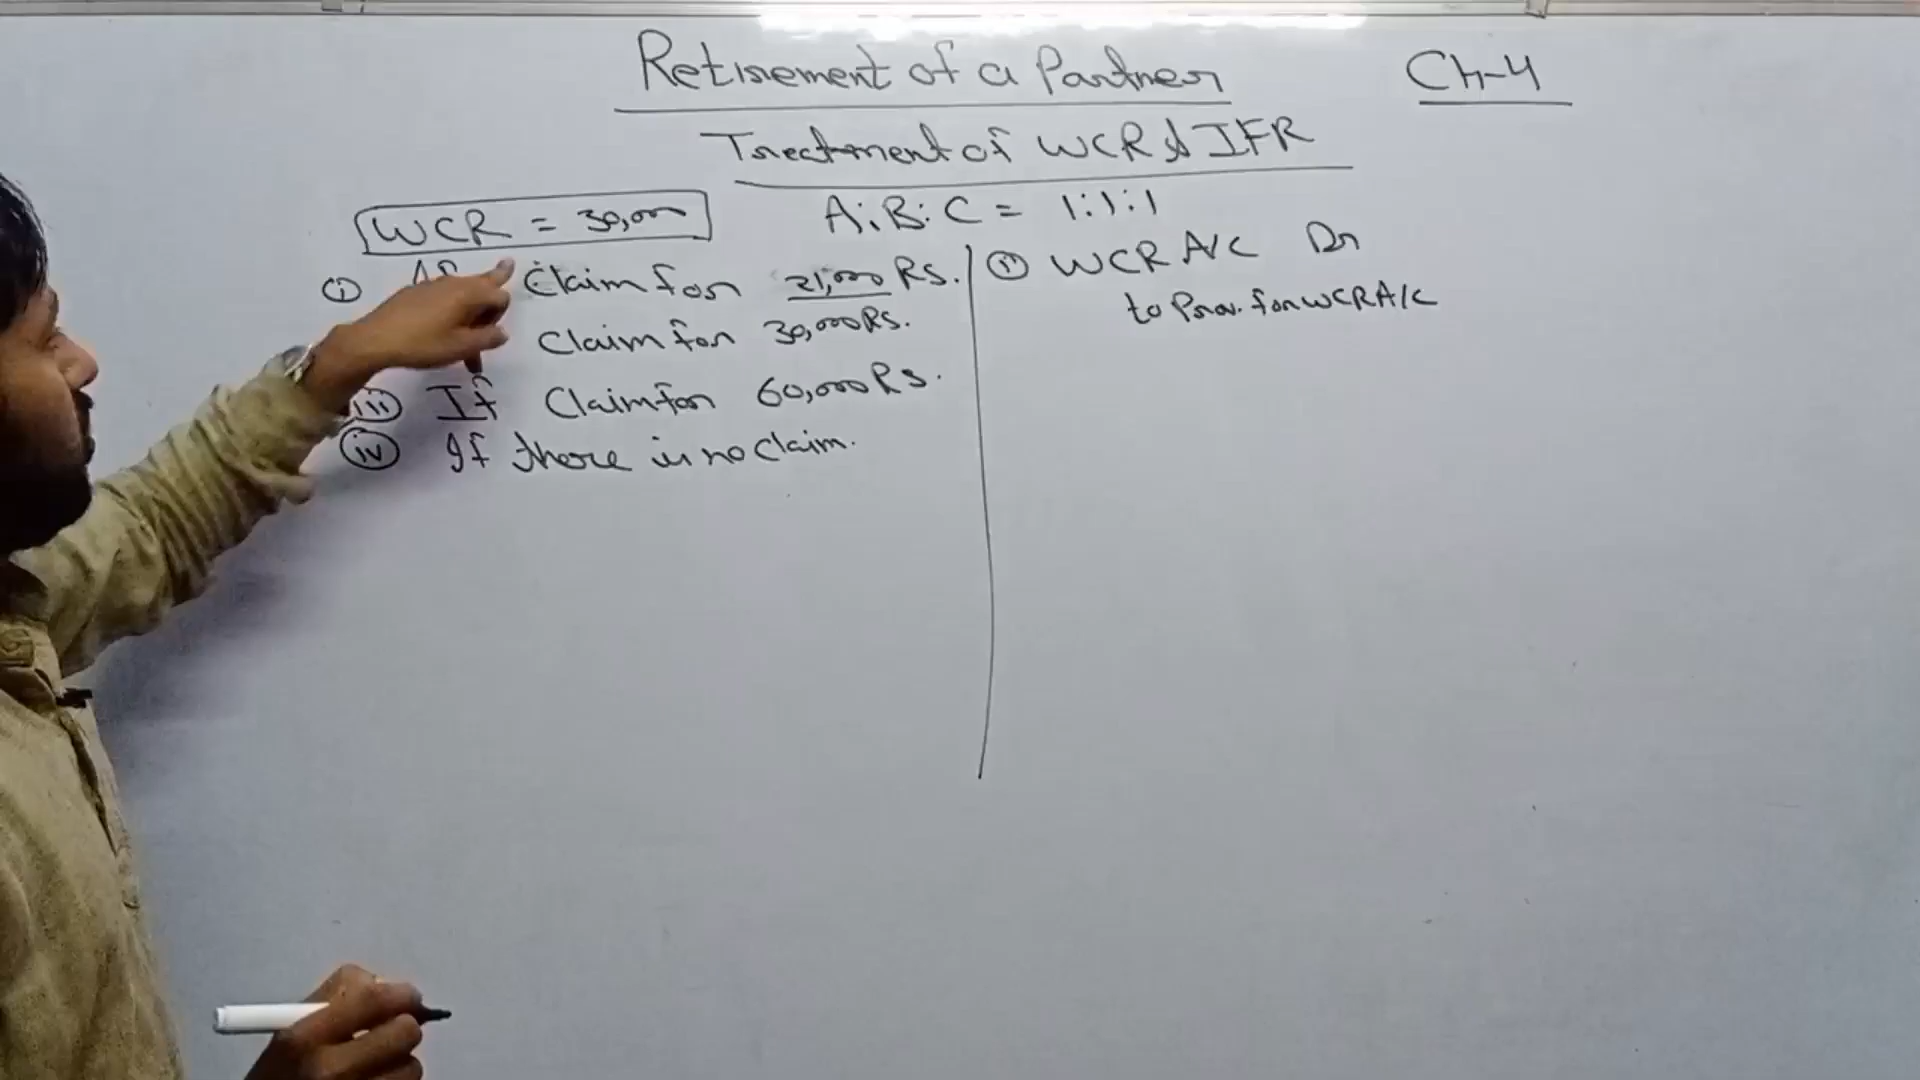 Retirement of a Partner
Ch-4
Treatment of WCR & IFR
WCR = 30,000
A:B:C = 1:1:1
(i) Claim for 21,000 Rs.
Claim for 30,000 Rs.
(iii) If Claim for 60,000 Rs.
(iv) If there is no claim.
WCR A/C Dr
to Prov. for WCR A/C